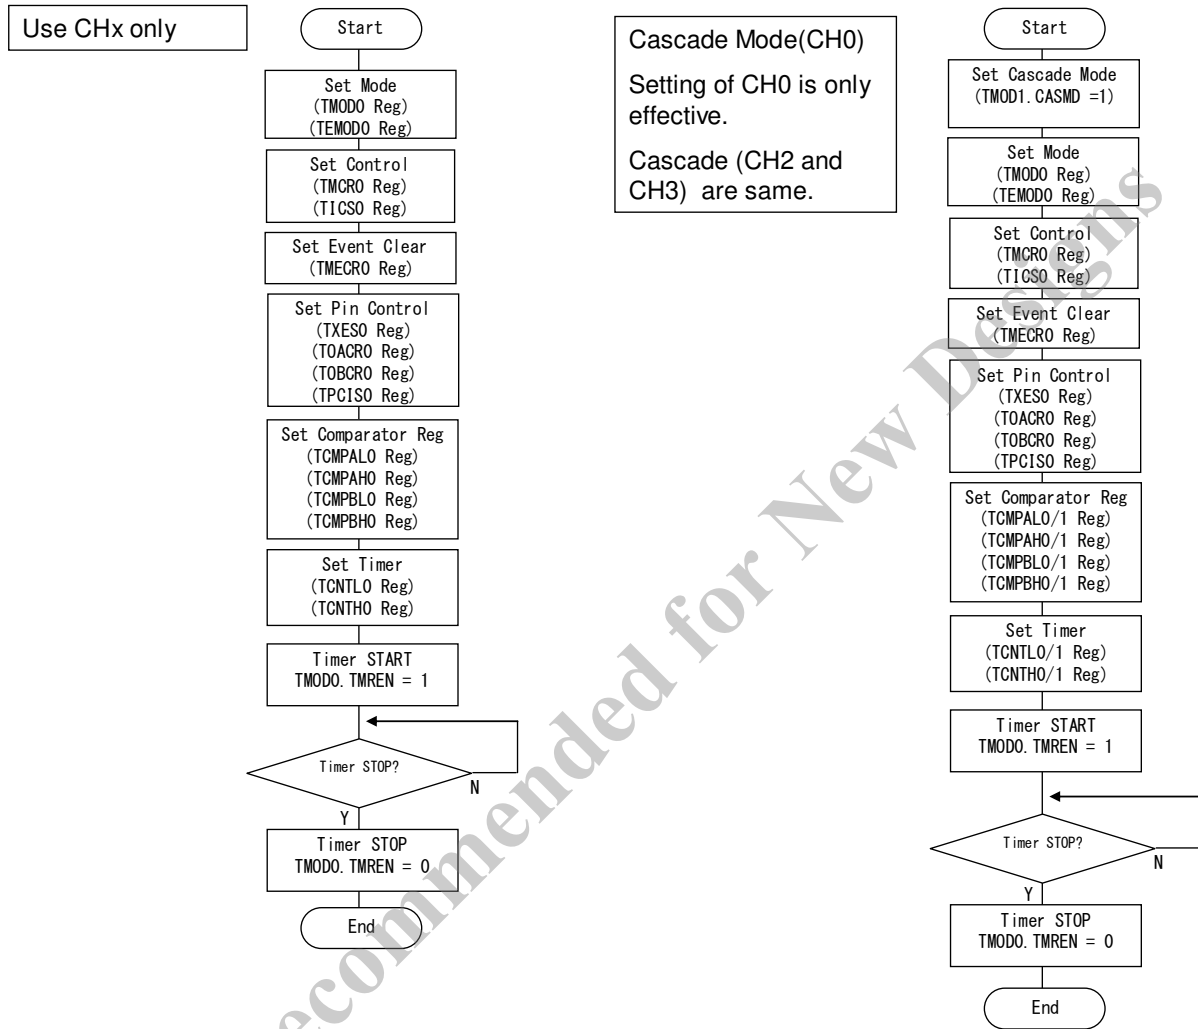 Use CHx only
Start
Set Mode
(TMOD0 Reg)
(TEMOD0 Reg)
Set Control
(TMCR0 Reg)
(TICS0 Reg)
Set Event Clear
(TMECR0 Reg)
Set Pin Control
(TXES0 Reg)
(TOACR0 Reg)
(TOBCR0 Reg)
(TPCIS0 Reg)
Set Comparator Reg
(TCMPAL0 Reg)
(TCMPAH0 Reg)
(TCMPBL0 Reg)
(TCMPBH0 Reg)
Set Timer
(TCNTL0 Reg)
(TCNTH0 Reg)
Timer START
TMOD0.TMREN = 1
Timer STOP?
N
Y
Timer STOP
TMOD0.TMREN = 0
End
Cascade Mode(CH0)
Setting of CH0 is only
effective.
Cascade (CH2 and
CH3) are same.
Start
Set Cascade Mode
(TMOD1.CASMD =1)
Set Mode
(TMOD0 Reg)
(TEMOD0 Reg)
Set Control
(TMCR0 Reg)
(TICS0 Reg)
Set Event Clear
(TMECR0 Reg)
Set Pin Control
(TXES0 Reg)
(TOACR0 Reg)
(TOBCR0 Reg)
(TPCIS0 Reg)
Set Comparator Reg
(TCMPAL0/1 Reg)
(TCMPAH0/1 Reg)
(TCMPBL0/1 Reg)
(TCMPBH0/1 Reg)
Set Timer
(TCNTL0/1 Reg)
(TCNTH0/1 Reg)
Timer START
TMOD0.TMREN = 1
Timer STOP?
N
Y
Timer STOP
TMOD0.TMREN = 0
End
ecommended for New Designs